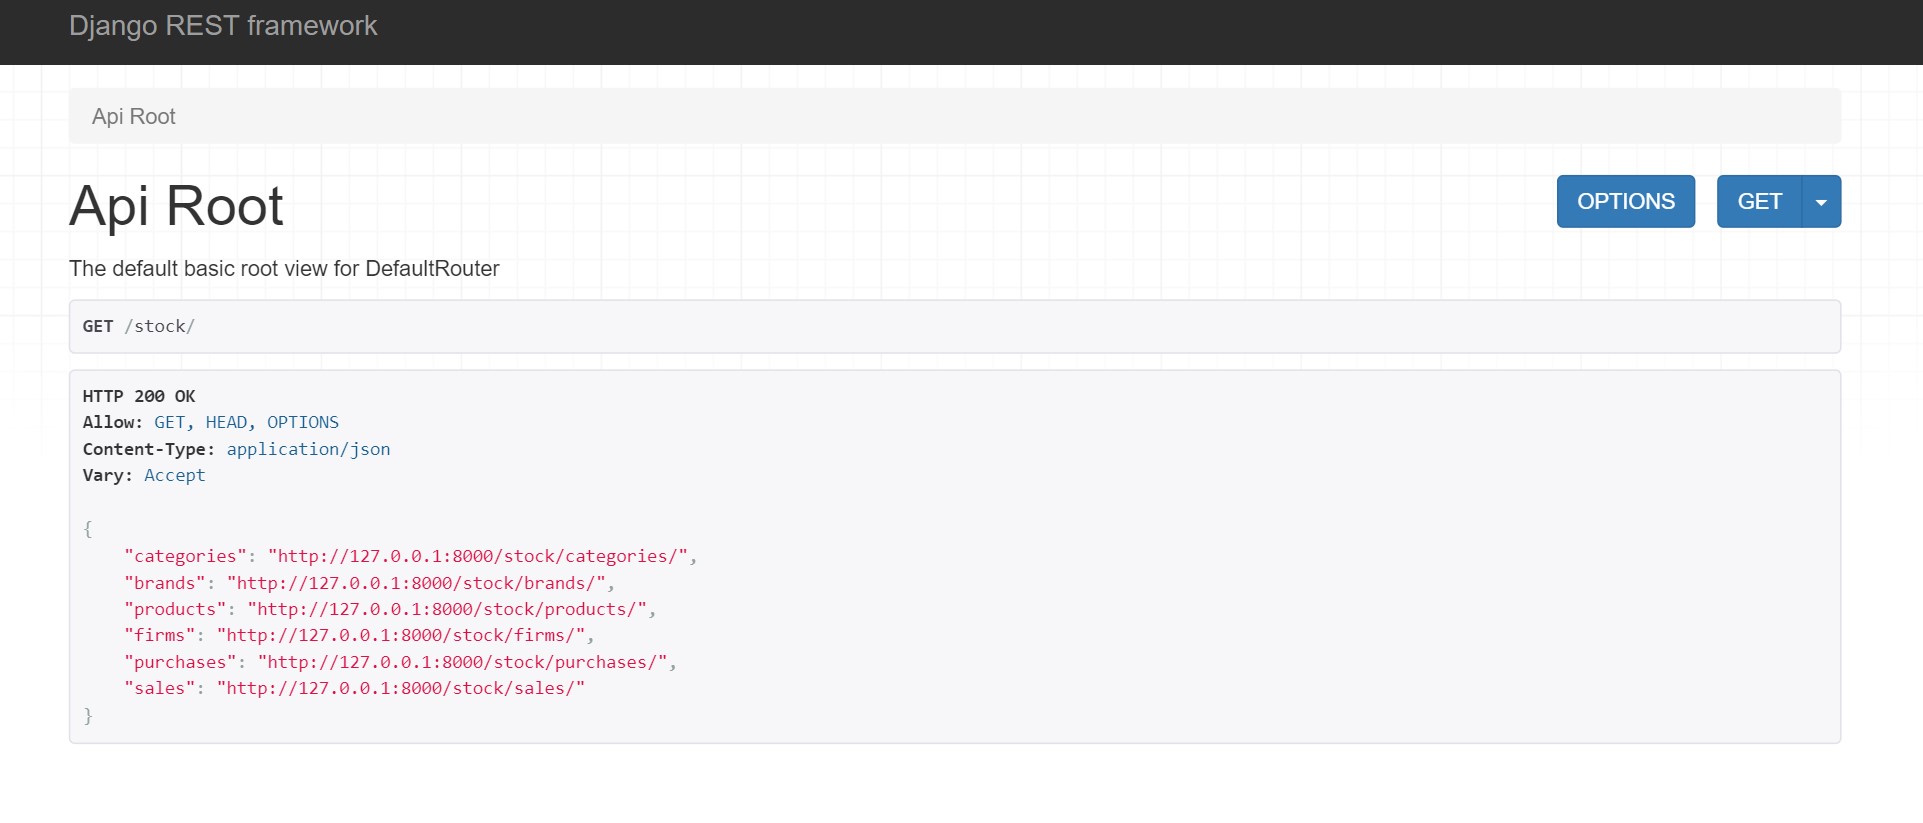 Django REST framework
Api Root
Api Root
OPTIONS
GET
The default basic root view for DefaultRouter
GET /stock/
HTTP 200 OK
Allow: GET, HEAD, OPTIONS
Content-Type: application/json
Vary: Accept
{
    "categories": "http://127.0.0.1:8000/stock/categories/",
    "brands": "http://127.0.0.1:8000/stock/brands/",
    "products": "http://127.0.0.1:8000/stock/products/",
    "firms": "http://127.0.0.1:8000/stock/firms/",
    "purchases": "http://127.0.0.1:8000/stock/purchases/",
    "sales": "http://127.0.0.1:8000/stock/sales/"
}